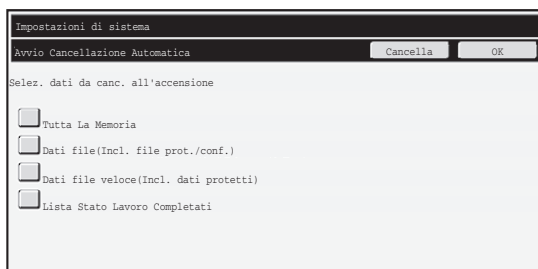 Impostazioni di sistema
Avvio Cancellazione Automatica Cancella OK
Selez. dati da canc. all'accensione
Tutta La Memoria
Dati file(Incl. file prot./conf.)
Dati file veloce(Incl. dati protetti)
Lista Stato Lavoro Completati